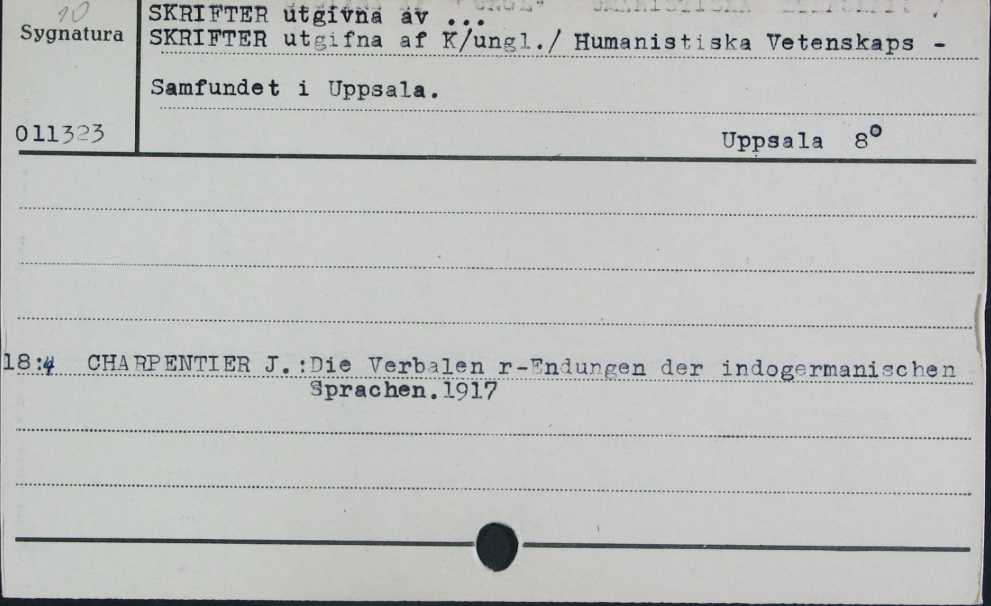 10
Sygnatura
011323
SKRIFTER utgivna av ...
SKRIFTER utgifna af K/ungl./ Humanistiska Vetenskaps -
Samfundet i Uppsala.
Uppsala 8°
18:4 CHARPENTIER J.:Die Verbalen r-Endungen der indogermanischen
Sprachen.1917